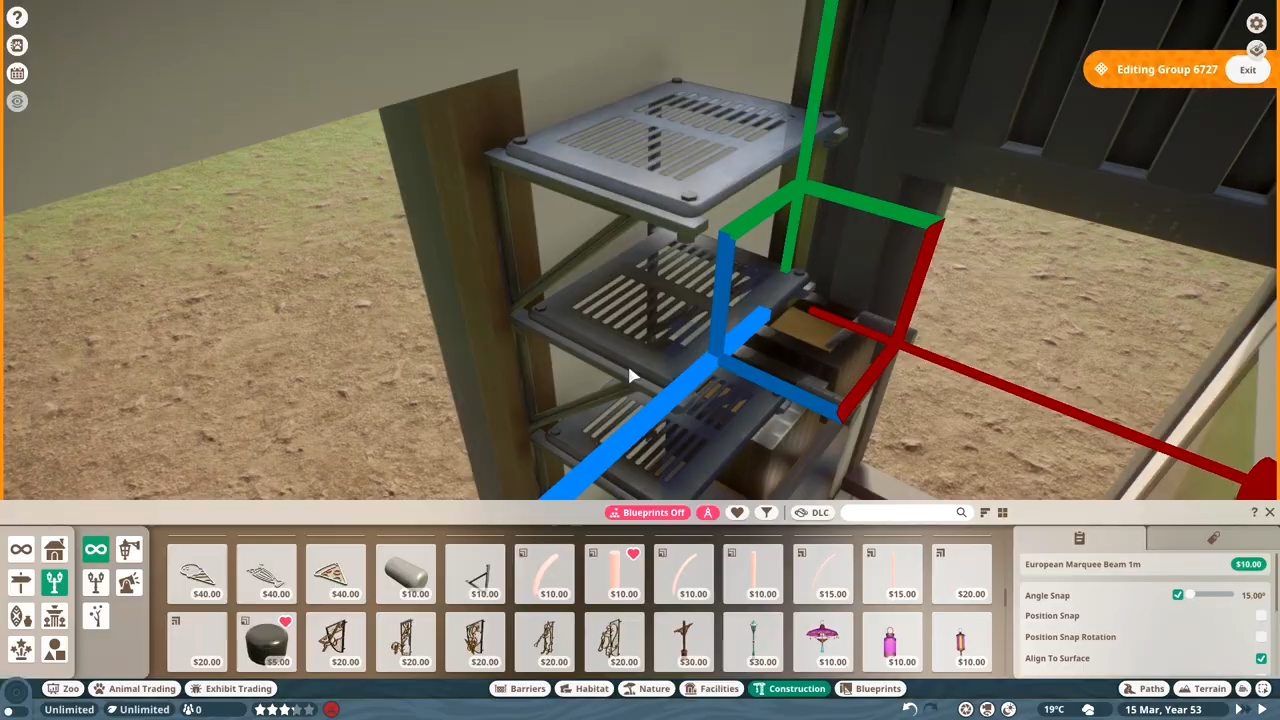 ?
Editing Group 6727
Exit
Blueprints Off
DLC
? ×
$40.00 $40.00 $40.00 $10.00 $10.00 $10.00 $10.00 $10.00 $10.00 $15.00 $15.00 $20.00
$20.00 $5.00 $20.00 $20.00 $20.00 $20.00 $20.00 $30.00 $30.00 $10.00 $10.00 $10.00
European Marquee Beam 1m $10.00
Angle Snap 15.00°
Position Snap
Position Snap Rotation
Align To Surface
Zoo Animal Trading Exhibit Trading Barriers Habitat Nature Facilities Construction Blueprints Paths Terrain
Unlimited Unlimited 0 19°C 15 Mar, Year 53